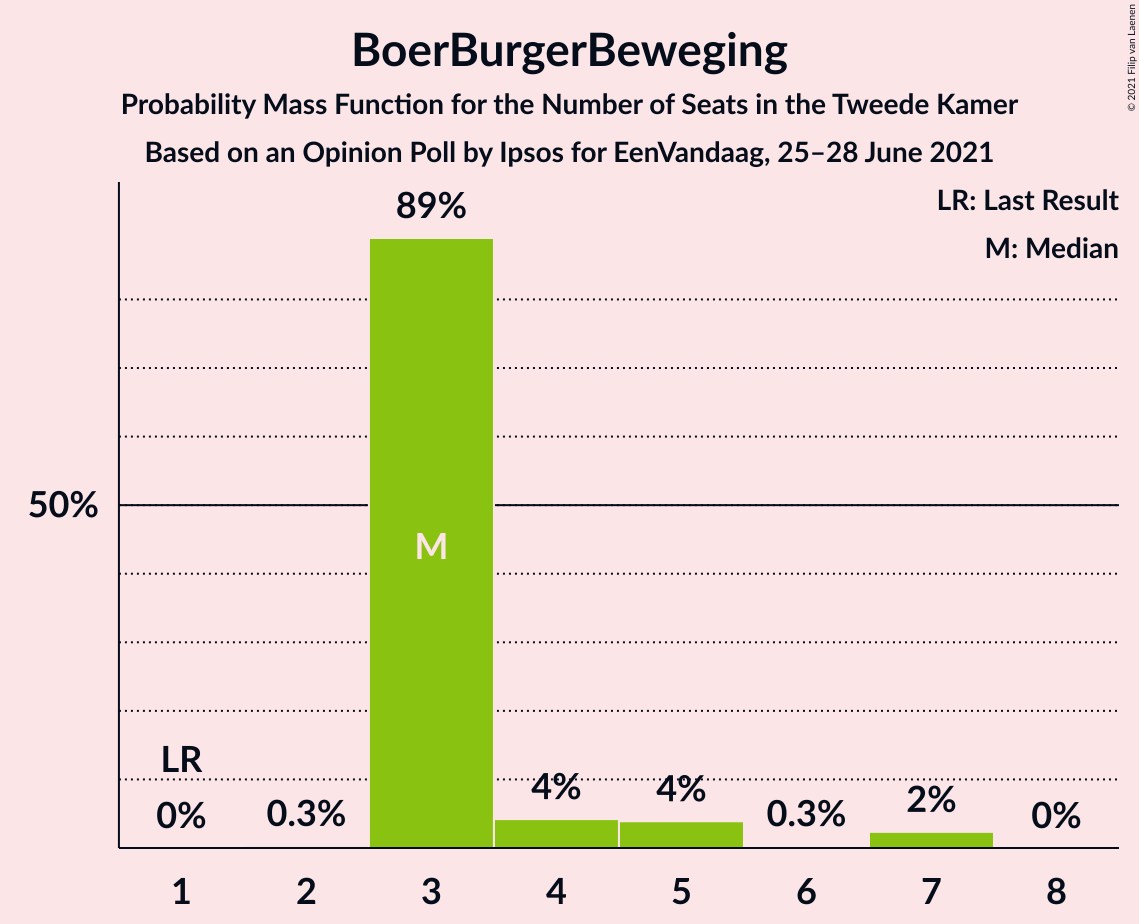 BoerBurgerBeweging
Probability Mass Function for the Number of Seats in the Tweede Kamer
Based on an Opinion Poll by Ipsos for EenVandaag, 25–28 June 2021
© 2021 Filip van Laenen
LR: Last Result
M: Median
89%
50%
M
LR
0%
0.3%
4%
4%
0.3%
2%
0%
1 2 3 4 5 6 7 8